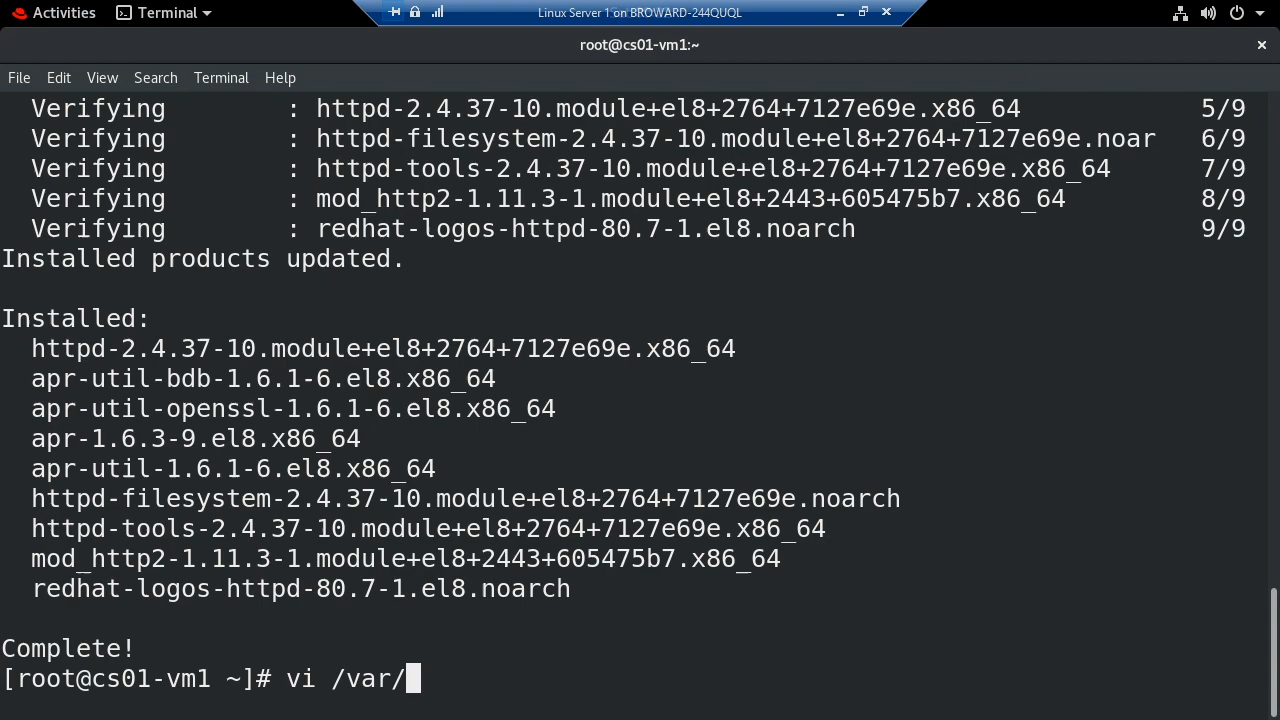 Activities Terminal Linux Server 1 on BROWARD-244QUQL
root@cs01-vm1:~
File Edit View Search Terminal Help
Verifying : httpd-2.4.37-10.module+el8+2764+7127e69e.x86_64 5/9
Verifying : httpd-filesystem-2.4.37-10.module+el8+2764+7127e69e.noar 6/9
Verifying : httpd-tools-2.4.37-10.module+el8+2764+7127e69e.x86_64 7/9
Verifying : mod_http2-1.11.3-1.module+el8+2443+605475b7.x86_64 8/9
Verifying : redhat-logos-httpd-80.7-1.el8.noarch 9/9
Installed products updated.
Installed:
httpd-2.4.37-10.module+el8+2764+7127e69e.x86_64
apr-util-bdb-1.6.1-6.el8.x86_64
apr-util-openssl-1.6.1-6.el8.x86_64
apr-1.6.3-9.el8.x86_64
apr-util-1.6.1-6.el8.x86_64
httpd-filesystem-2.4.37-10.module+el8+2764+7127e69e.noarch
httpd-tools-2.4.37-10.module+el8+2764+7127e69e.x86_64
mod_http2-1.11.3-1.module+el8+2443+605475b7.x86_64
redhat-logos-httpd-80.7-1.el8.noarch
Complete!
[root@cs01-vm1 ~]# vi /var/